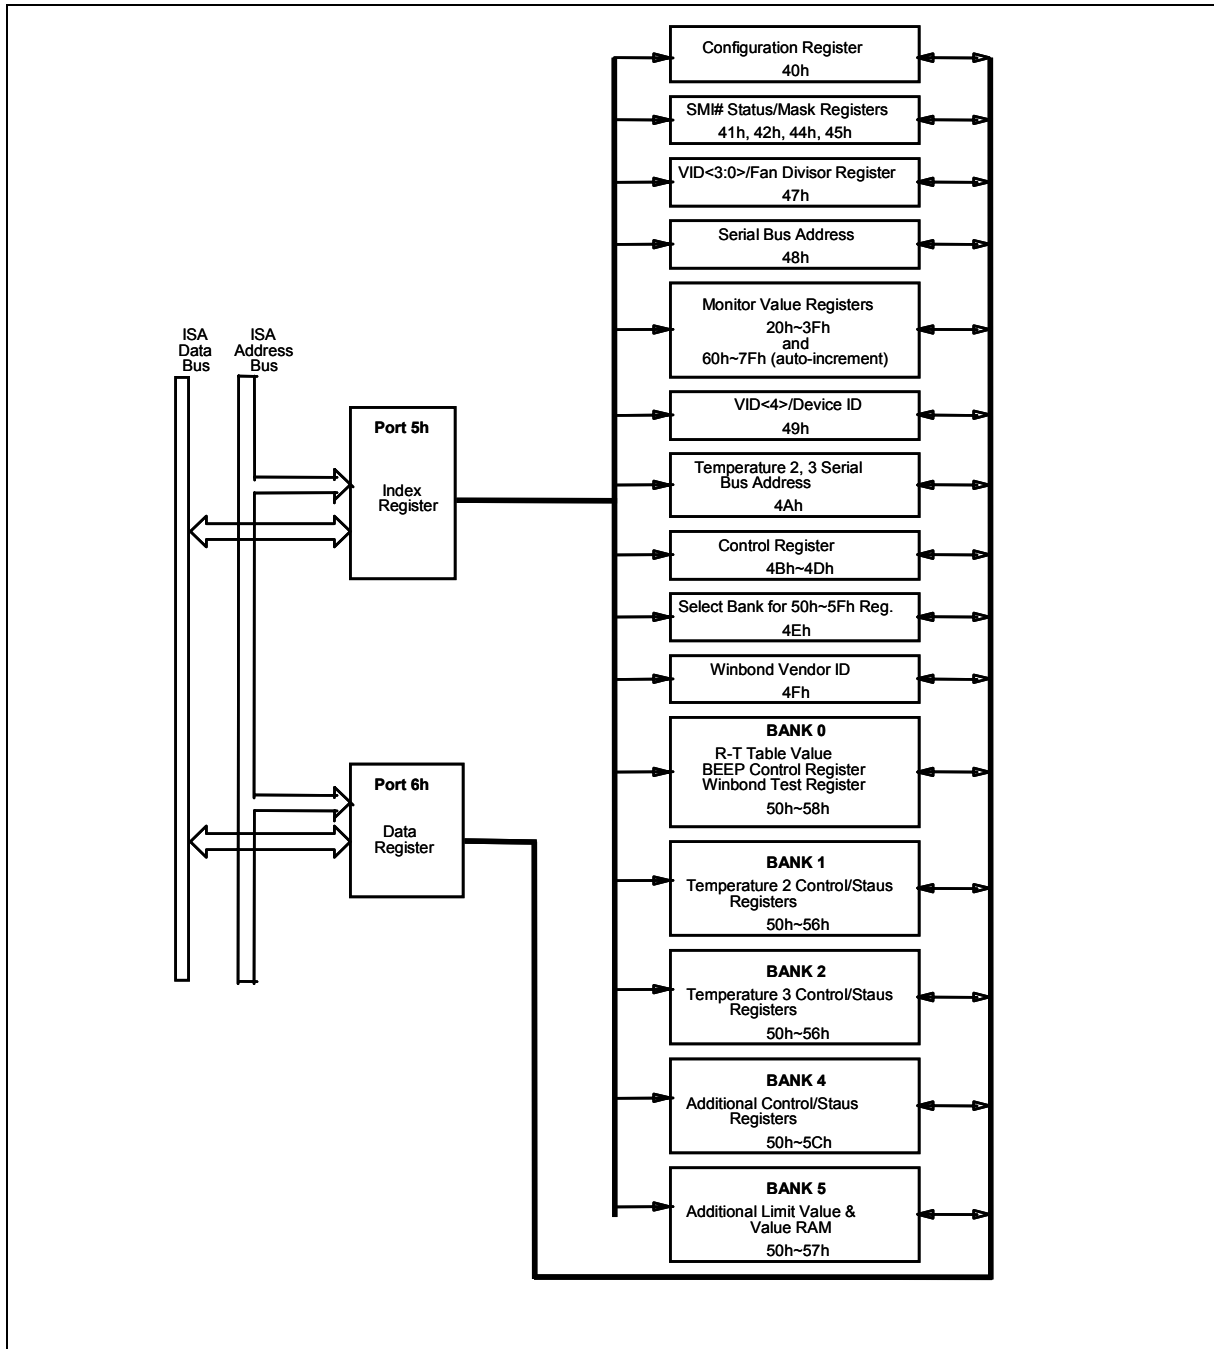 Configuration Register
40h
SMI# Status/Mask Registers
41h, 42h, 44h, 45h
VID<3:0>/Fan Divisor Register
47h
Serial Bus Address
48h
Monitor Value Registers
20h~3Fh
and
60h~7Fh (auto-increment)
VID<4>/Device ID
49h
Temperature 2, 3 Serial
Bus Address
4Ah
Control Register
4Bh~4Dh
Select Bank for 50h~5Fh Reg.
4Eh
Winbond Vendor ID
4Fh
BANK 0
R-T Table Value
BEEP Control Register
Winbond Test Register
50h~58h
BANK 1
Temperature 2 Control/Staus
Registers
50h~56h
BANK 2
Temperature 3 Control/Staus
Registers
50h~56h
BANK 4
Additional Control/Staus
Registers
50h~5Ch
BANK 5
Additional Limit Value &
Value RAM
50h~57h
ISA
Data
Bus
ISA
Address
Bus
Port 5h
Index
Register
Port 6h
Data
Register